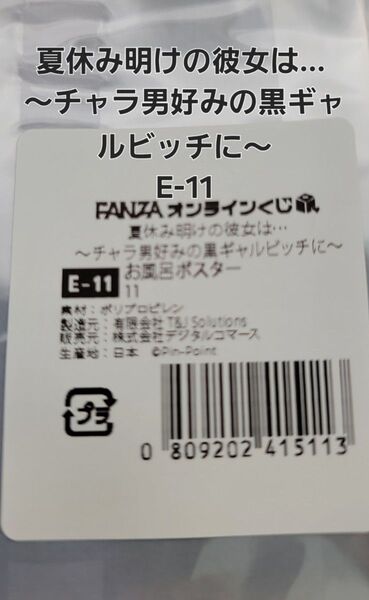 夏休み明けの彼女は…
～チャラ男好みの黒ギャ
ルビッチに～
E-11
FANZA オンラインくじ
夏休み明けの彼女は…
～チャラ男好みの黒ギャルビッチに～
E-11 お風呂ポスター
11
素材：ポリプロピレン
製造元：有限会社 T&J Solutions
販売元：株式会社デジタルコマース
生産地：日本 ©Pin-Point
プラ
0 809202 415113